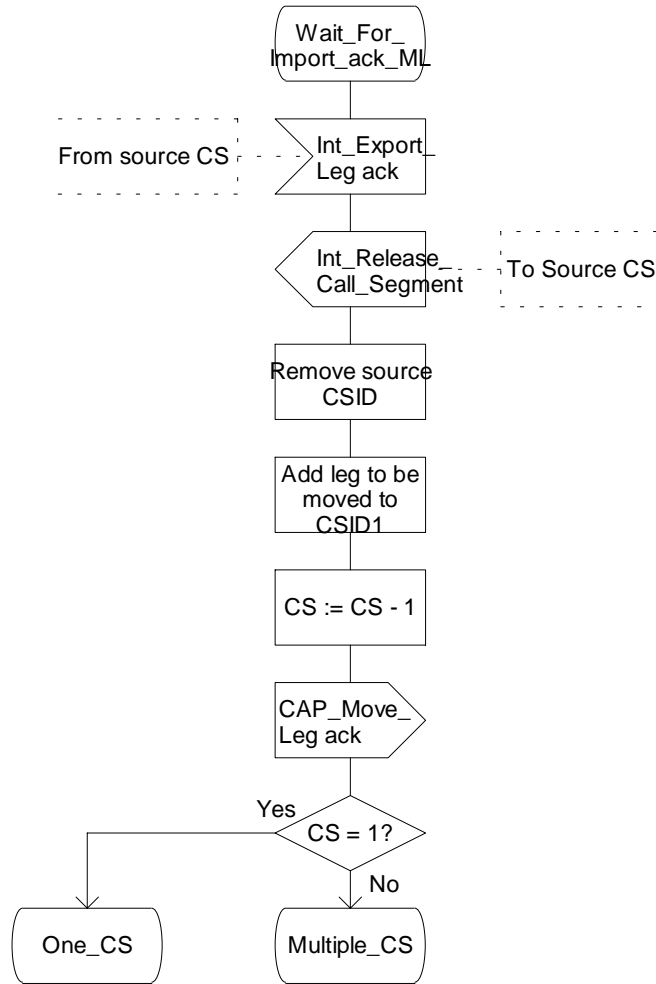 Wait_For_
Import_ack_ML
From source CS
Int_Export_
Leg ack
Int_Release_
Call_Segment
To Source CS
Remove source
CSID
Add leg to be
moved to
CSID1
CS := CS - 1
CAP_Move_
Leg ack
Yes
CS = 1?
No
One_CS
Multiple_CS